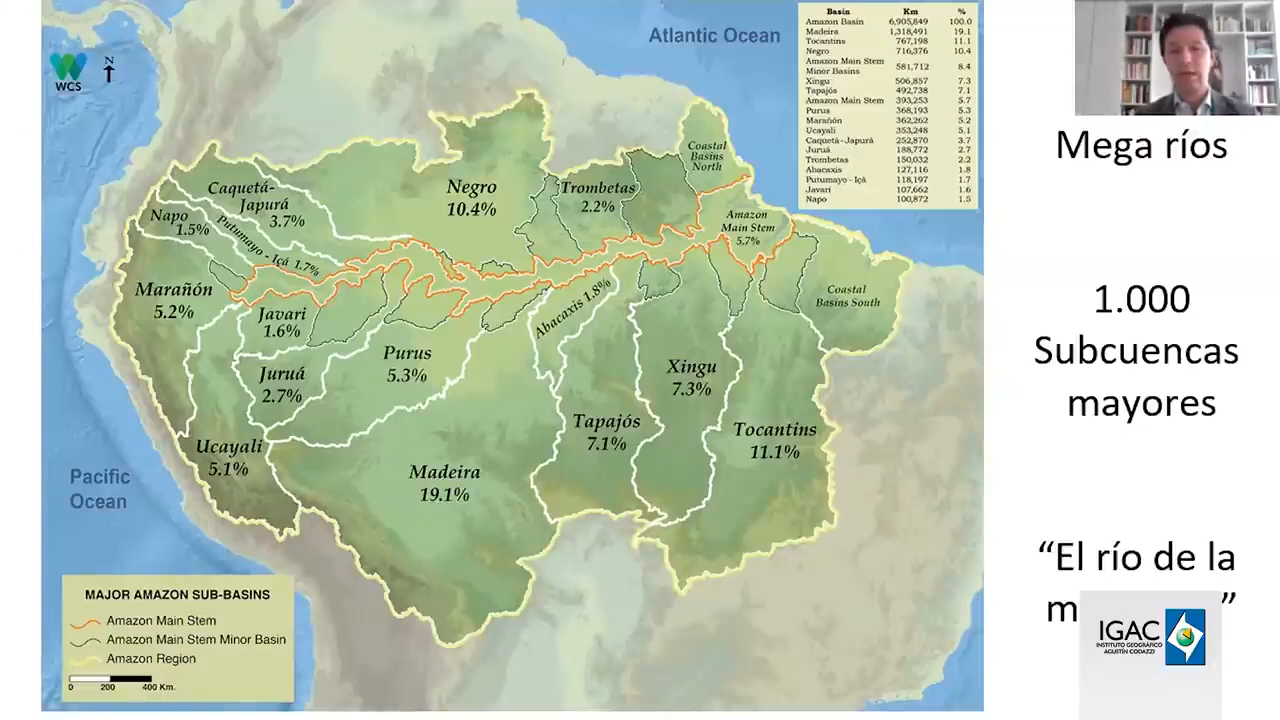 Atlantic Ocean
WCS
N
Basin Km %
Amazon Basin 6,905,849 100.0
Madeira 1,318,491 19.1
Tocantins 767,198 11.1
Negro 716,376 10.4
Amazon Main Stem
Minor Basins 581,712 8.4
Xingu 506,857 7.3
Tapajós 492,738 7.1
Amazon Main Stem 393,253 5.7
Purus 368,193 5.3
Marañón 362,262 5.2
Ucayali 353,248 5.1
Caquetá-Japurá 252,870 3.7
Juruá 188,772 2.7
Trombetas 150,032 2.2
Abacaxis 127,116 1.8
Putumayo - Içá 118,197 1.7
Javari 107,662 1.6
Napo 100,872 1.5
Coastal
Basins
North
Caquetá-
Japurá
3.7%
Negro
10.4%
Trombetas
2.2%
Napo
1.5%
Putumayo - Içá 1.7%
Amazon
Main Stem
5.7%
Marañón
5.2%
Javari
1.6%
Abacaxis 1.8%
Coastal
Basins South
Juruá
2.7%
Purus
5.3%
Xingu
7.3%
Ucayali
5.1%
Madeira
19.1%
Tapajós
7.1%
Tocantins
11.1%
Pacific
Ocean
MAJOR AMAZON SUB-BASINS
Amazon Main Stem
Amazon Main Stem Minor Basin
Amazon Region
0 200 400 Km.
Mega ríos
1.000
Subcuencas
mayores
“El río de la
m ”
IGAC
INSTITUTO GEOGRÁFICO
AGUSTÍN CODAZZI